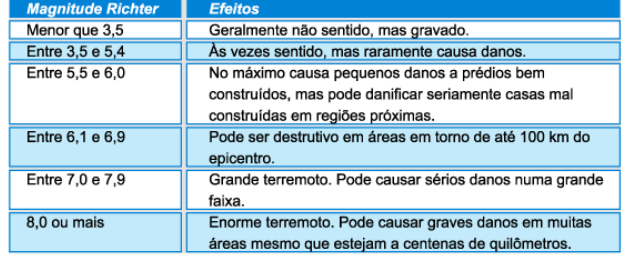 Magnitude Richter Efeitos
Menor que 3,5 Geralmente não sentido, mas gravado.
Entre 3,5 e 5,4 Às vezes sentido, mas raramente causa danos.
Entre 5,5 e 6,0 No máximo causa pequenos danos a prédios bem
construídos, mas pode danificar seriamente casas mal
construídas em regiões próximas.
Entre 6,1 e 6,9 Pode ser destrutivo em áreas em torno de até 100 km do
epicentro.
Entre 7,0 e 7,9 Grande terremoto. Pode causar sérios danos numa grande
faixa.
8,0 ou mais Enorme terremoto. Pode causar graves danos em muitas
áreas mesmo que estejam a centenas de quilômetros.